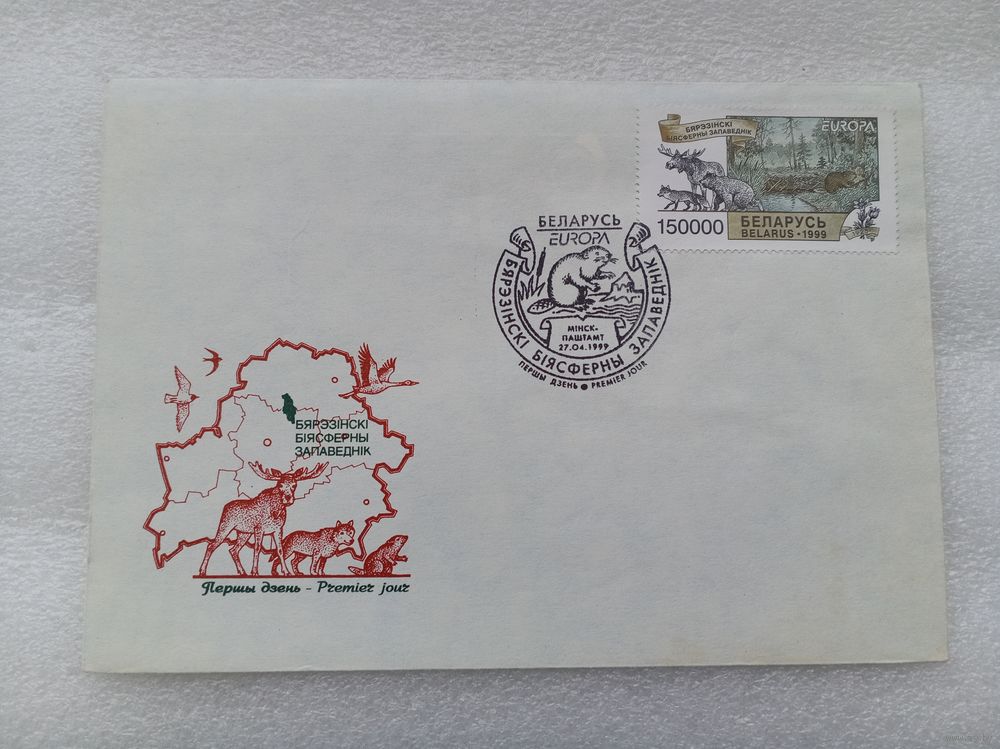 БЯРЭЗІНСКІ
БІЯСФЕРНЫ ЗАПАВЕДНІК
EUROPA
150000
БЕЛАРУСЬ
BELARUS · 1999
БЕЛАРУСЬ
EUROPA
БЯРЭЗІНСКІ БІЯСФЕРНЫ ЗАПАВЕДНІК
МІНСК-
ПАШТАМТ
27.04.1999
ПЕРШЫ ДЗЕНЬ ● PREMIER JOUR
БЯРЭЗІНСКІ
БІЯСФЕРНЫ
ЗАПАВЕДНІК
Першы дзень - Premier jour